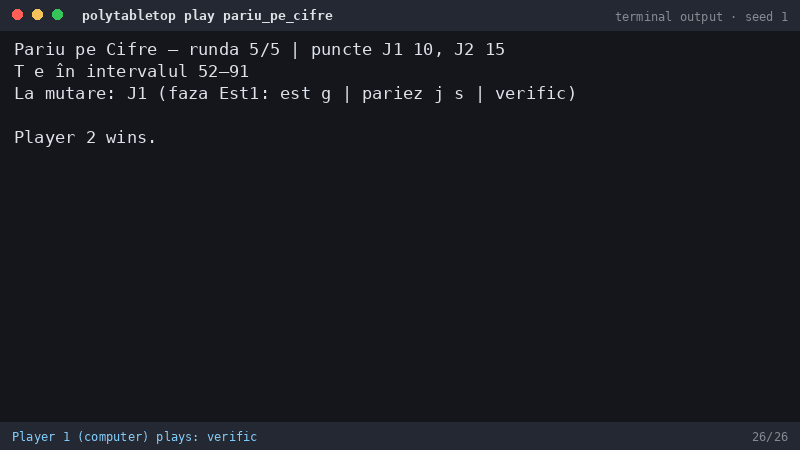 polytabletop play pariu_pe_cifre
terminal output · seed 1
Pariu pe Cifre — runda 5/5 | puncte J1 10, J2 15
T e în intervalul 52–91
La mutare: J1 (faza Est1: est g | pariez j s | verific)
Player 2 wins.
Player 1 (computer) plays: verific
26/26